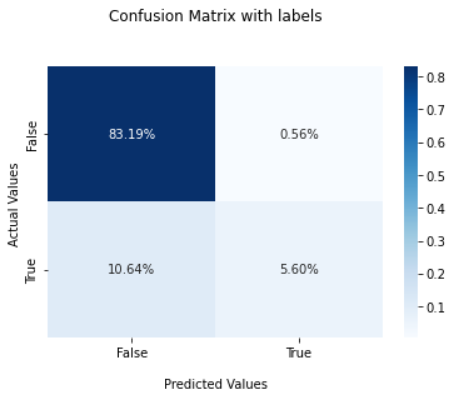 Confusion Matrix with labels
Actual Values
False
True
83.19%
0.56%
10.64%
5.60%
False
True
Predicted Values
0.8
0.7
0.6
0.5
0.4
0.3
0.2
0.1